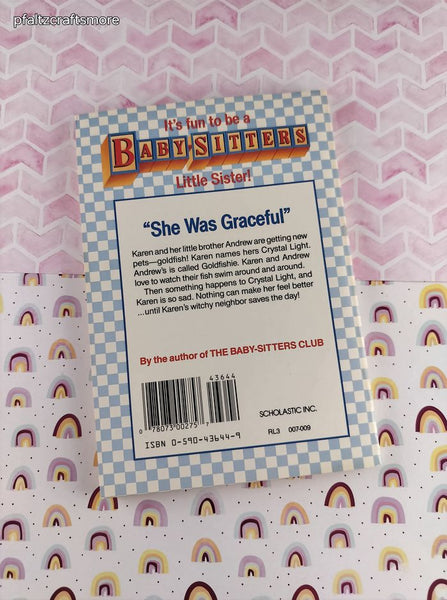 pfaltzcraftsmore
It's fun to be a
BABY-SITTERS
Little Sister!
"She Was Graceful"
Karen and her little brother Andrew are getting new
pets—goldfish! Karen names hers Crystal Light.
Andrew's is called Goldfishie. Karen and Andrew
love to watch their fish swim around and around.
Then something happens to Crystal Light, and
Karen is so sad. Nothing can make her feel better
...until Karen's witchy neighbor saves the day!
By the author of THE BABY-SITTERS CLUB
43644
0 78073 00275 7
ISBN 0-590-43644-9
SCHOLASTIC INC.
RL3 007-009